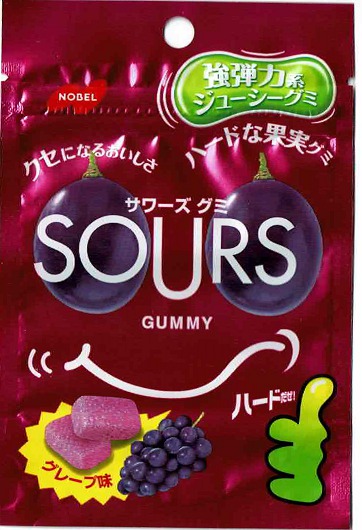 NOBEL
強弾力系
ジューシーグミ
クセになるおいしさ
ハードな果実グミ
サワーズ グミ
SOURS
GUMMY
ハードだぜ!
グレープ味